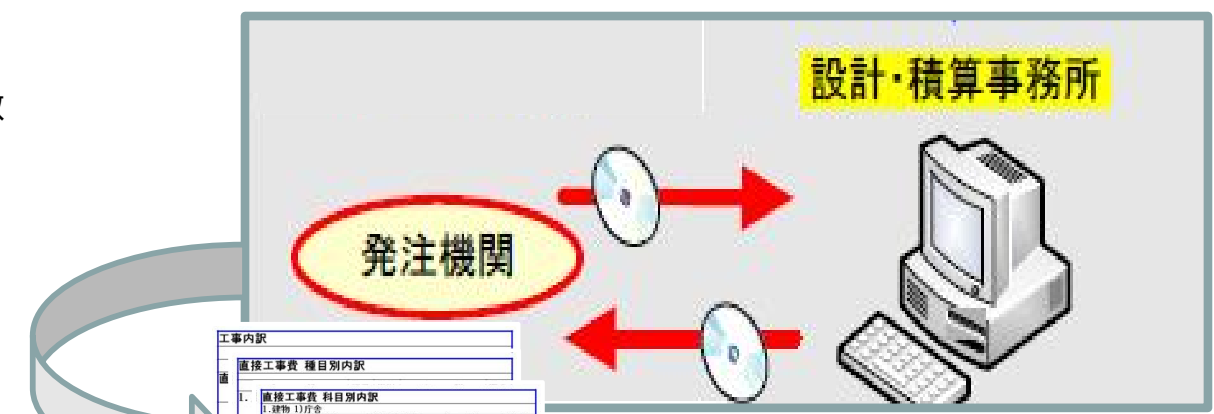 設計・積算事務所
発注機関
工事内訳
直接工事費 種目別内訳
直
1. 直接工事費 科目別内訳
1.建物 1)庁舎